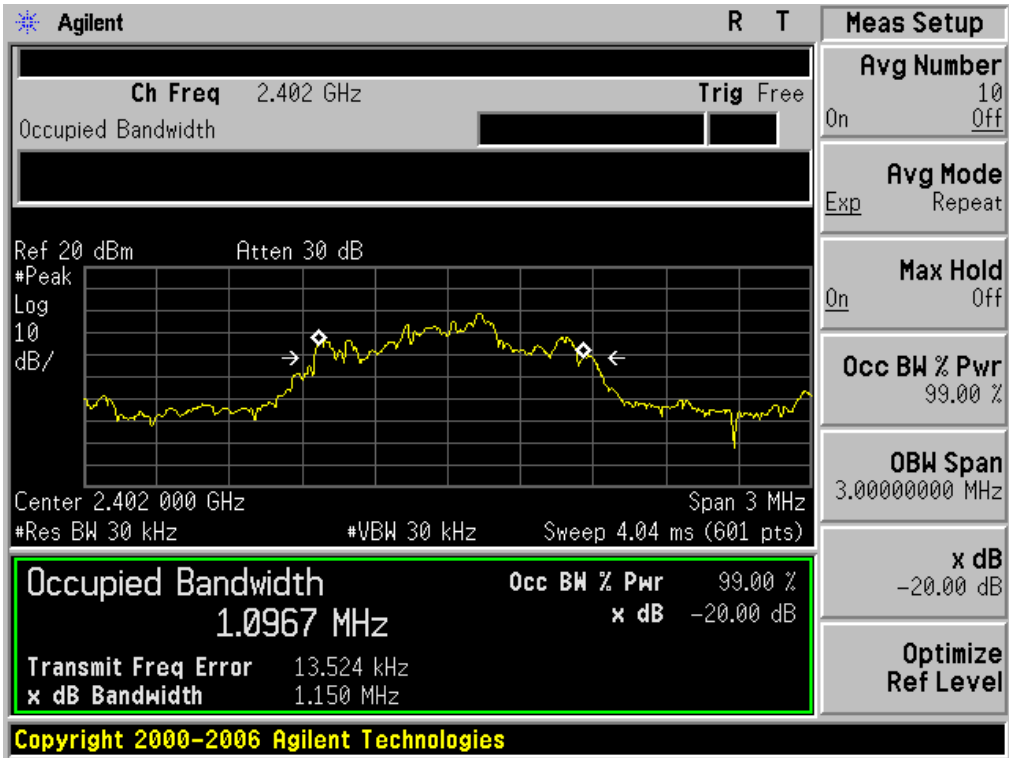 Agilent R T
Ch Freq 2.402 GHz Trig Free
Occupied Bandwidth
Ref 20 dBm Atten 30 dB
#Peak
Log
10
dB/
Center 2.402 000 GHz Span 3 MHz
#Res BW 30 kHz #VBW 30 kHz Sweep 4.04 ms (601 pts)
Occupied Bandwidth Occ BW % Pwr 99.00 %
1.0967 MHz x dB -20.00 dB
Transmit Freq Error 13.524 kHz
x dB Bandwidth 1.150 MHz
Copyright 2000-2006 Agilent Technologies
Meas Setup
Avg Number
10
On Off
Avg Mode
Exp Repeat
Max Hold
On Off
Occ BW % Pwr
99.00 %
OBW Span
3.00000000 MHz
x dB
-20.00 dB
Optimize
Ref Level